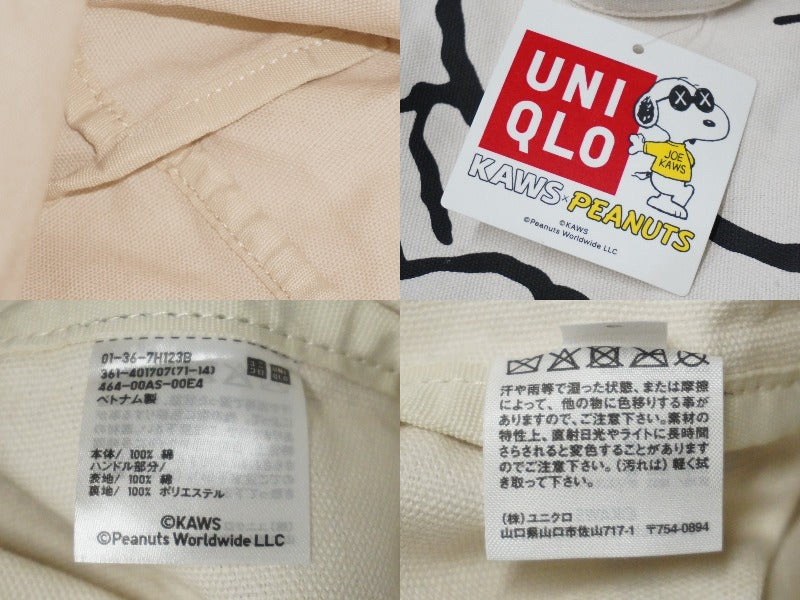 UNI
QLO
JOE
KAWS
KAWS×PEANUTS
©KAWS
©Peanuts Worldwide LLC
01-36-7H123B
361-401707(71-14)
464-00AS-00E4
ベトナム製
ユニ
クロ
UNI
QLO
本体/ 100% 綿
ハンドル部分/
表地/ 100% 綿
裏地/ 100% ポリエステル
©KAWS
©Peanuts Worldwide LLC
汗や雨等で湿った状態、または摩擦
によって、他の物に色移りする事が
ありますので、ご注意下さい。素材
の特性上、直射日光やライトに長時間
さらされると変色することがあります
のでご注意下さい。(汚れは)軽く拭
き取って下さい。
(株)ユニクロ
山口県山口市佐山717-1 〒754-0894